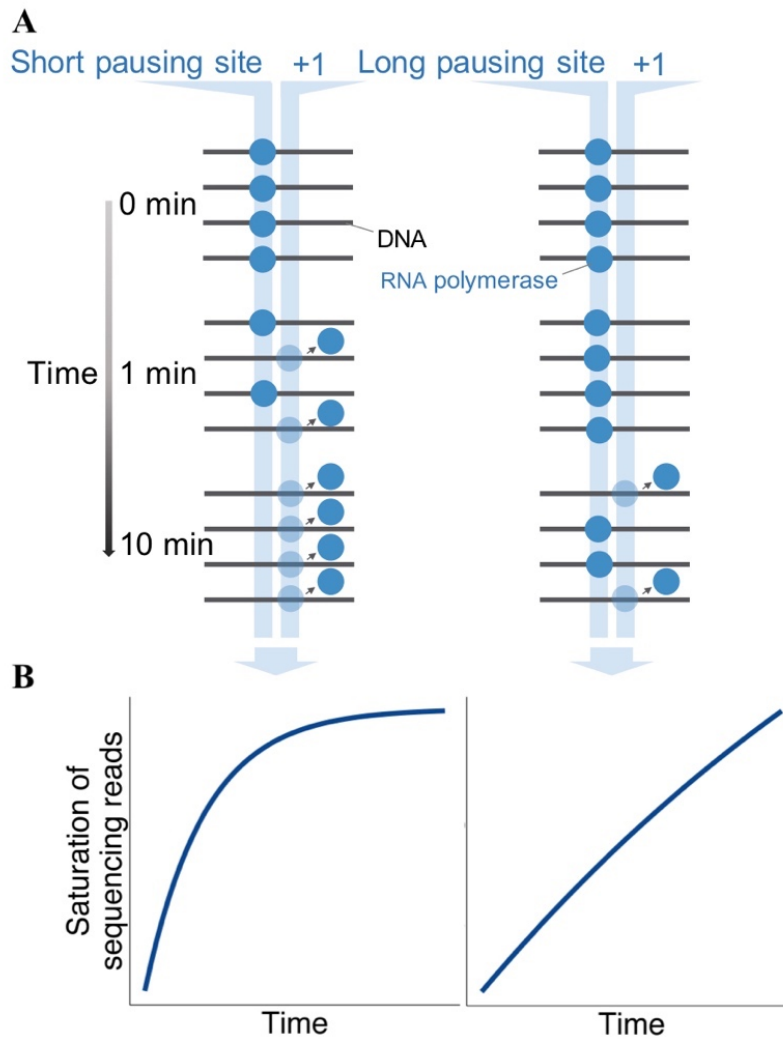 A
Short pausing site +1 Long pausing site +1
0 min
DNA
RNA polymerase
Time 1 min
10 min
B
Saturation of
sequencing reads
Time Time